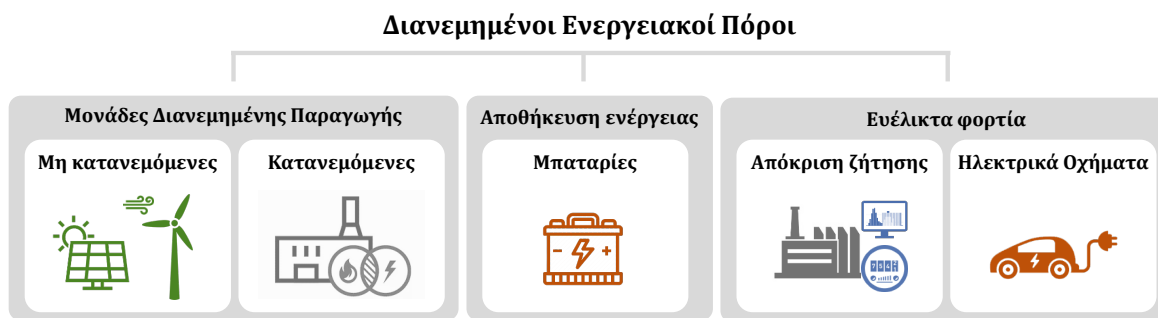 Διανεμημένοι Ενεργειακοί Πόροι
Μονάδες Διανεμημένης Παραγωγής
Μη κατανεμόμενες
Κατανεμόμενες
Αποθήκευση ενέργειας
Μπαταρίες
Ευέλικτα φορτία
Απόκριση ζήτησης
Ηλεκτρικά Οχήματα